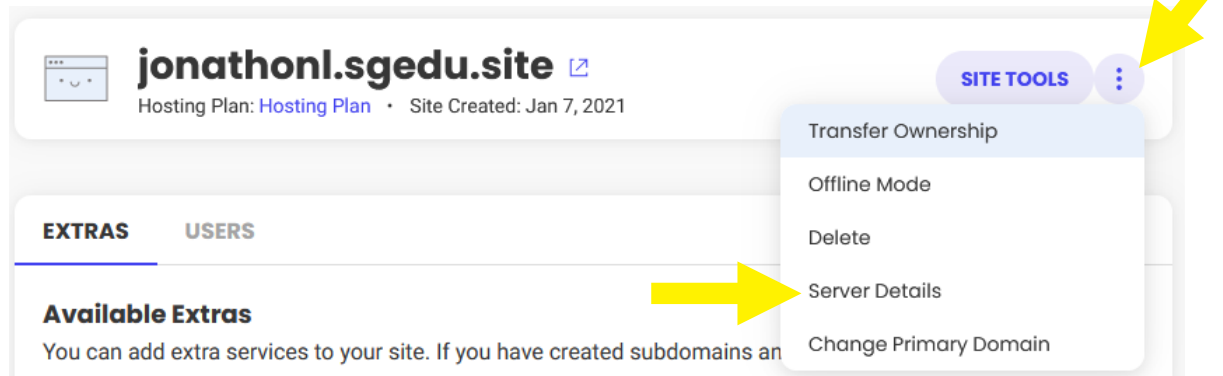 jonathonl.sgedu.site
Hosting Plan: Hosting Plan · Site Created: Jan 7, 2021
SITE TOOLS
Transfer Ownership
Offline Mode
Delete
Server Details
Change Primary Domain
EXTRAS USERS
Available Extras
You can add extra services to your site. If you have created subdomains an